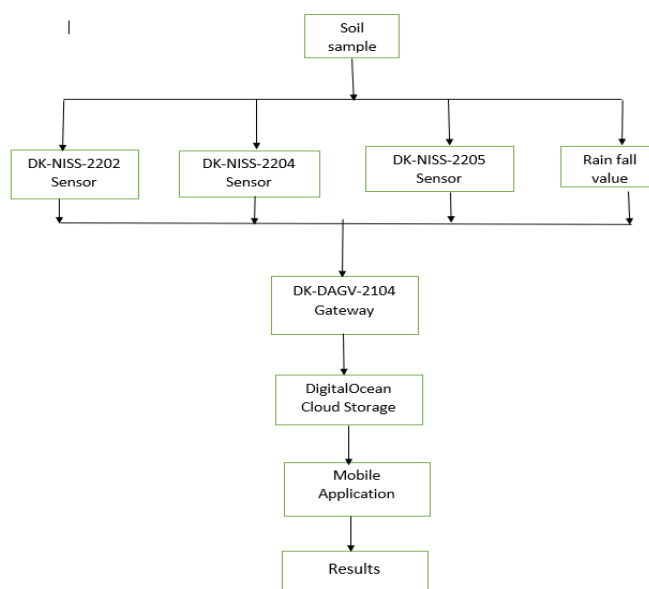 Soil
sample
DK-NISS-2202
Sensor
DK-NISS-2204
Sensor
DK-NISS-2205
Sensor
Rain fall
value
DK-DAGV-2104
Gateway
DigitalOcean
Cloud Storage
Mobile
Application
Results